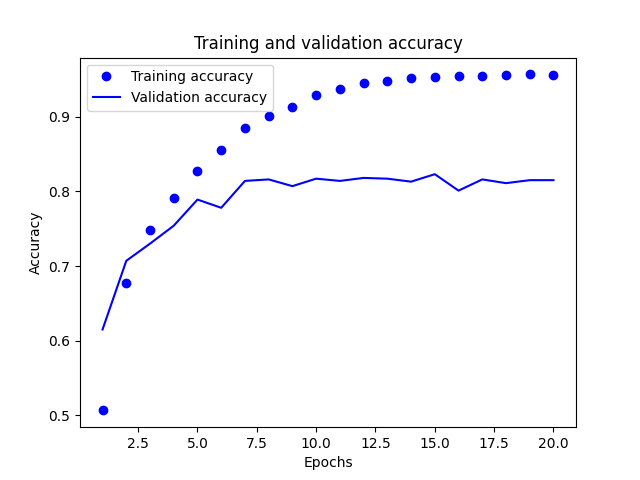 Training and validation accuracy
Training accuracy
Validation accuracy
Accuracy
0.9
0.8
0.7
0.6
0.5
2.5 5.0 7.5 10.0 12.5 15.0 17.5 20.0
Epochs